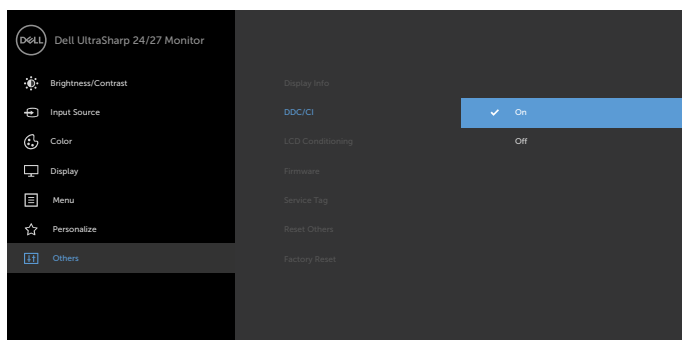 DELL Dell UltraSharp 24/27 Monitor
Brightness/Contrast
Input Source
Color
Display
Menu
Personalize
Others
Display Info
DDC/CI
LCD Conditioning
Firmware
Service Tag
Reset Others
Factory Reset
On
Off